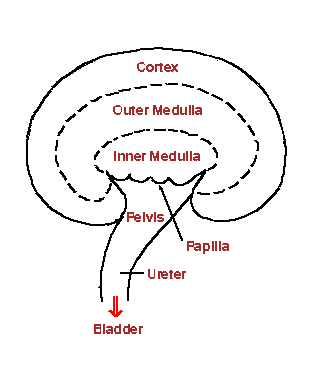 Cortex
Outer Medulla
Inner Medulla
Pelvis
Papilla
Ureter
Bladder